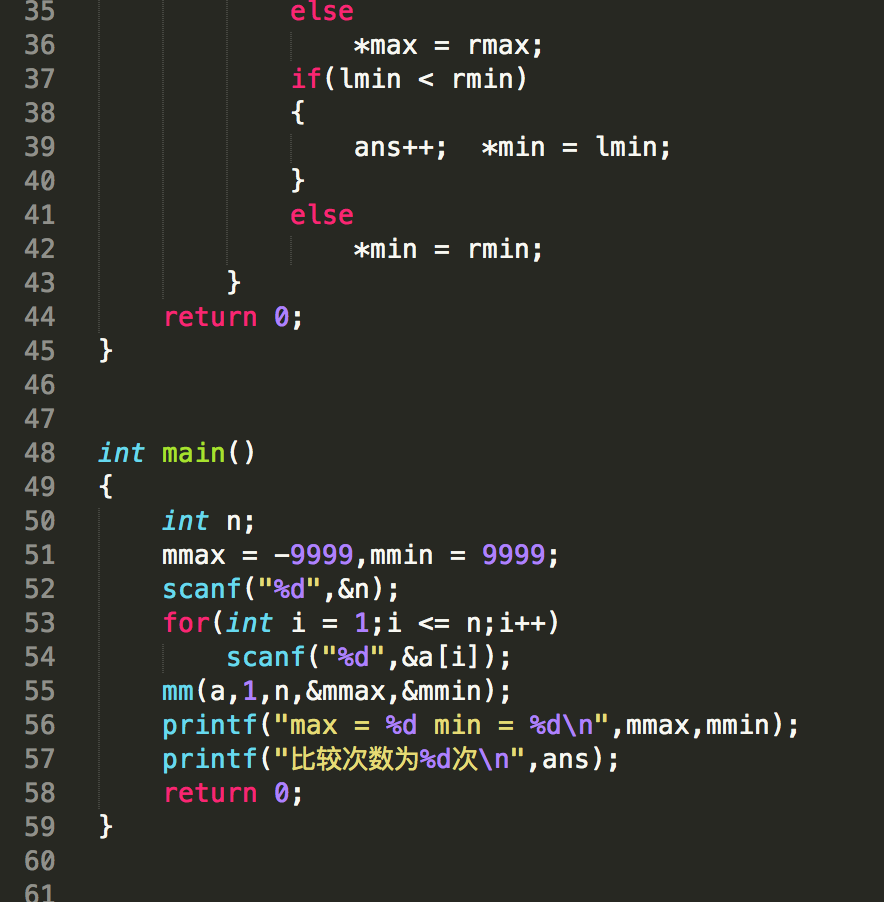 35 else
36 *max = rmax;
37 if(lmin < rmin)
38 {
39 ans++;  *min = lmin;
40 }
41 else
42 *min = rmin;
43 }
44 return 0;
45 }
46
47
48 int main()
49 {
50 int n;
51 mmax = -9999,mmin = 9999;
52 scanf("%d",&n);
53 for(int i = 1;i <= n;i++)
54 scanf("%d",&a[i]);
55 mm(a,1,n,&mmax,&mmin);
56 printf("max = %d min = %d\n",mmax,mmin);
57 printf("比较次数为%d次\n",ans);
58 return 0;
59 }
60
61